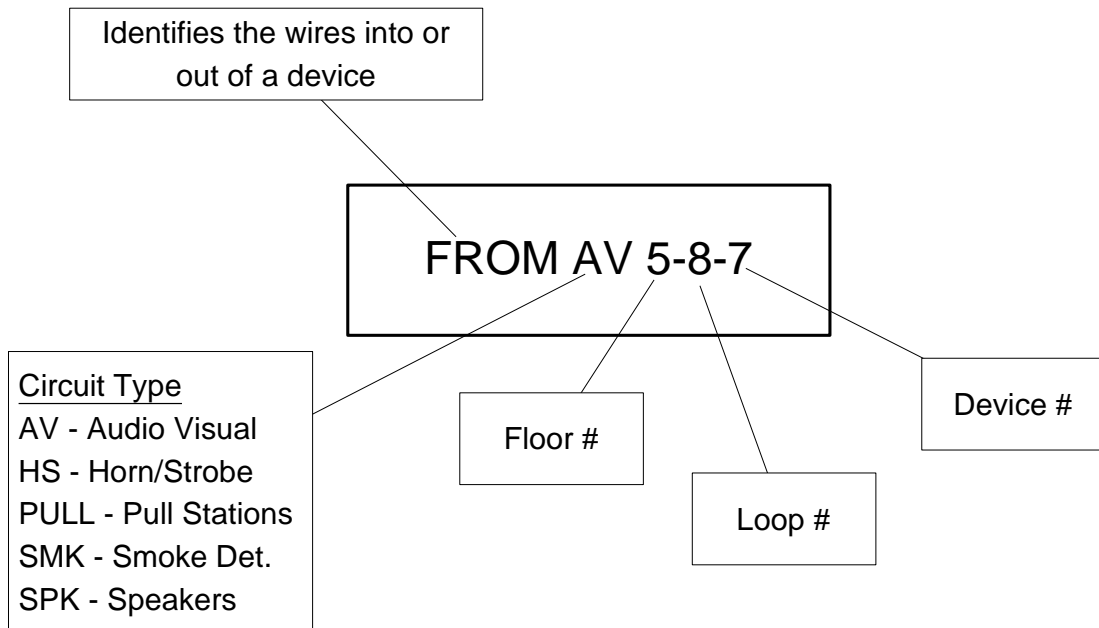 Identifies the wires into or
out of a device
FROM AV 5-8-7
Circuit Type
AV - Audio Visual
HS - Horn/Strobe
PULL - Pull Stations
SMK - Smoke Det.
SPK - Speakers
Floor #
Loop #
Device #